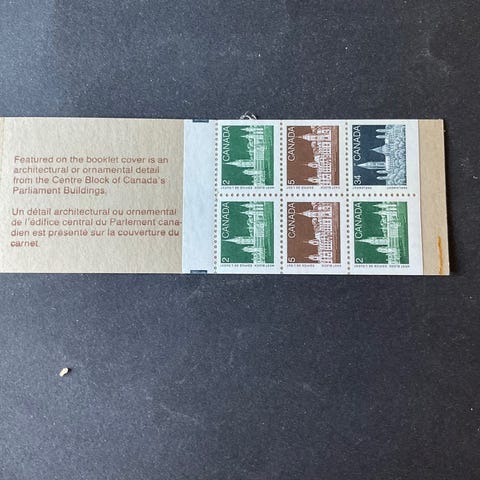 Featured on the booklet cover is an
architectural or ornamental detail
from the Centre Block of Canada's
Parliament Buildings.
Un détail architectural ou ornemental
de l'édifice central du Parlement cana-
dien est présenté sur la couverture du
carnet.
2 CANADA
5 CANADA
34 CANADA
2 CANADA
5 CANADA
2 CANADA